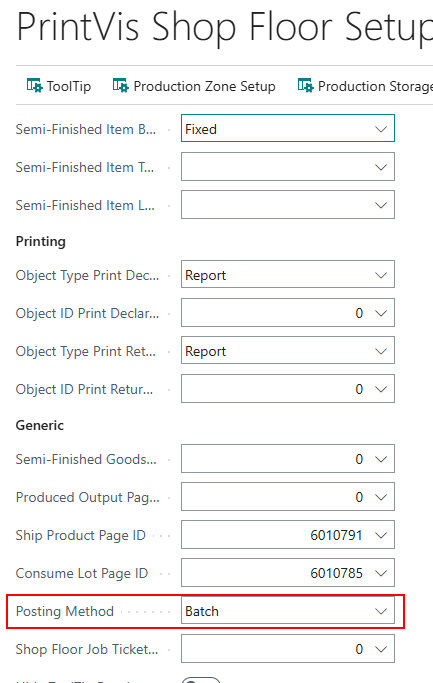 PrintVis Shop Floor Setup
ToolTip Production Zone Setup Production Storage
Semi-Finished Item B... Fixed
Semi-Finished Item T...
Semi-Finished Item L...
Printing
Object Type Print Dec... Report
Object ID Print Declar... 0
Object Type Print Ret... Report
Object ID Print Retur... 0
Generic
Semi-Finished Goods... 0
Produced Output Pag... 0
Ship Product Page ID 6010791
Consume Lot Page ID 6010785
Posting Method Batch
Shop Floor Job Ticket... 0